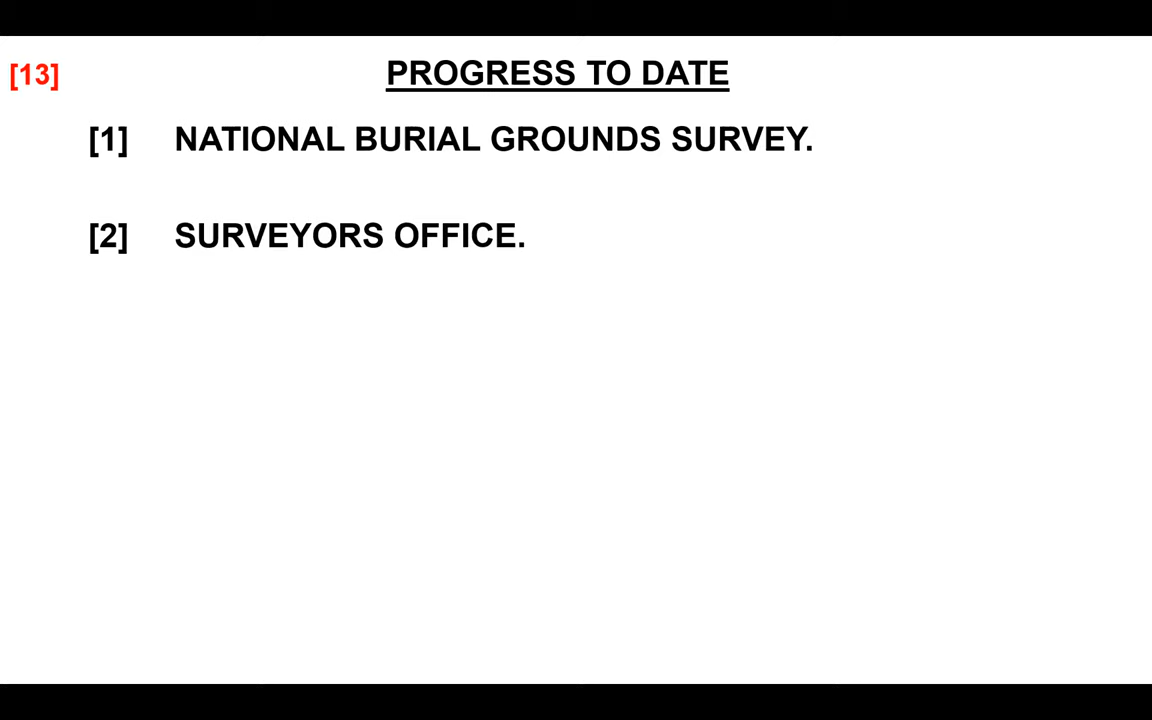 [13] PROGRESS TO DATE
[1] NATIONAL BURIAL GROUNDS SURVEY.
[2] SURVEYORS OFFICE.